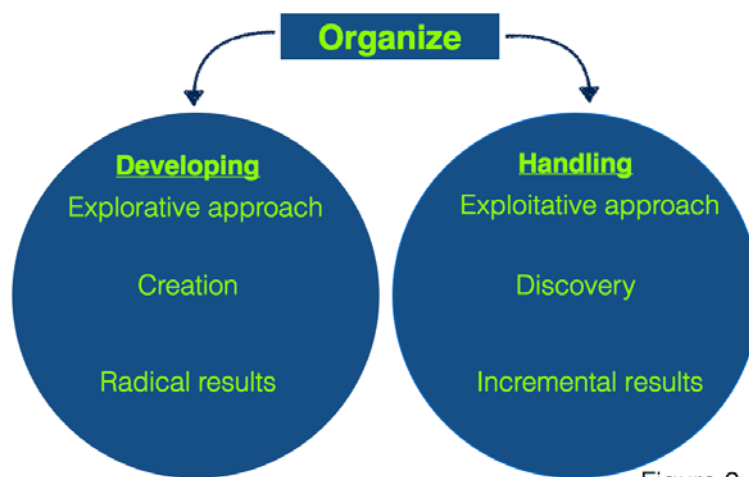 Organize
Developing
Explorative approach
Creation
Radical results
Handling
Exploitative approach
Discovery
Incremental results